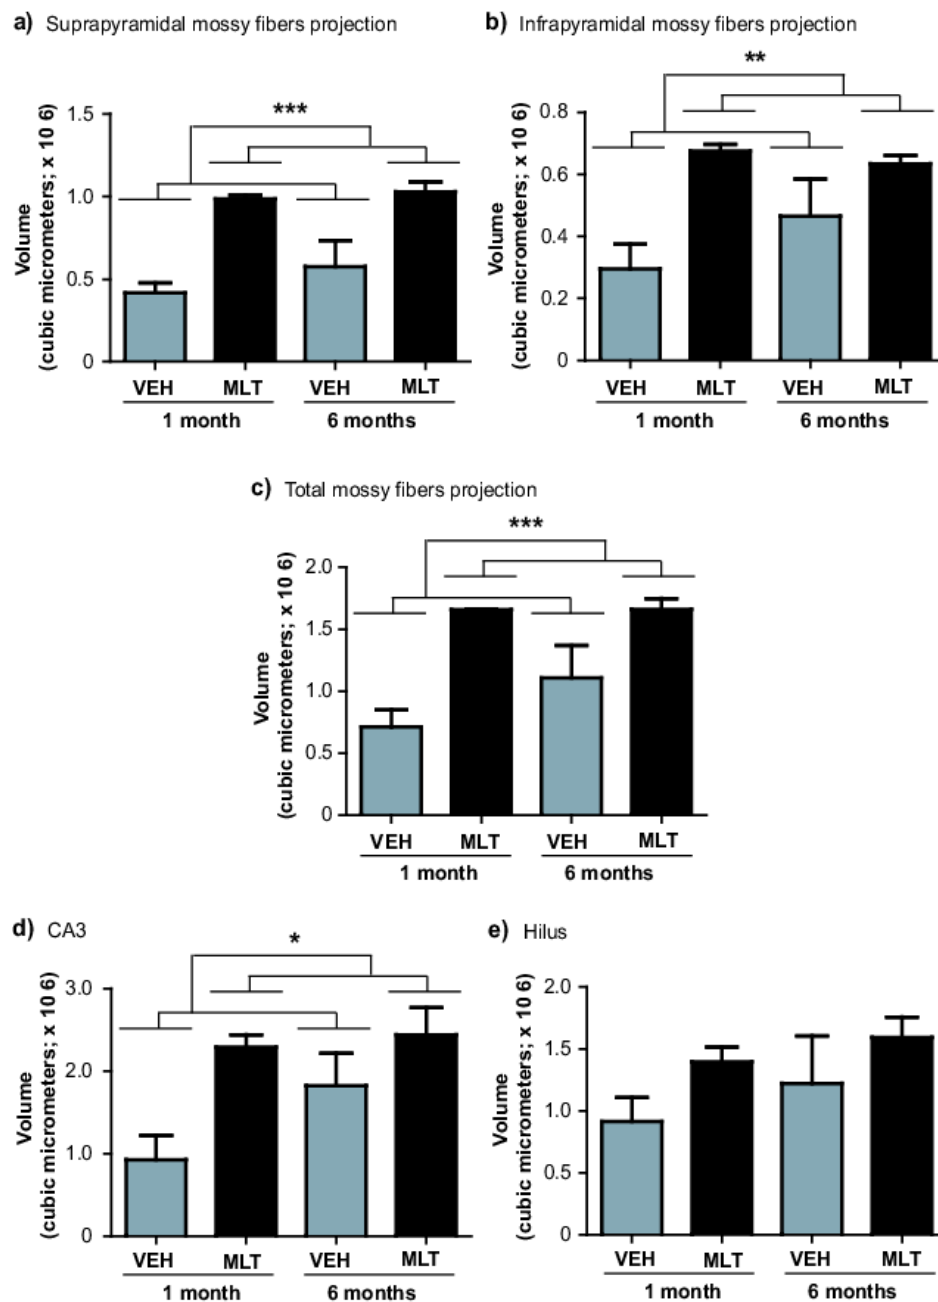 a) Suprapyramidal mossy fibers projection
***
Volume
(cubic micrometers; x 10 6)
1.5
1.0
0.5
0
VEH MLT VEH MLT
1 month 6 months
b) Infrapyramidal mossy fibers projection
**
Volume
(cubic micrometers; x 10 6)
0.8
0.6
0.4
0.2
0
VEH MLT VEH MLT
1 month 6 months
c) Total mossy fibers projection
***
Volume
(cubic micrometers; x 10 6)
2.0
1.5
1.0
0.5
0
VEH MLT VEH MLT
1 month 6 months
d) CA3
*
Volume
(cubic micrometers; x 10 6)
3.0
2.0
1.0
0
VEH MLT VEH MLT
1 month 6 months
e) Hilus
Volume
(cubic micrometers; x 10 6)
2.0
1.5
1.0
0.5
0
VEH MLT VEH MLT
1 month 6 months